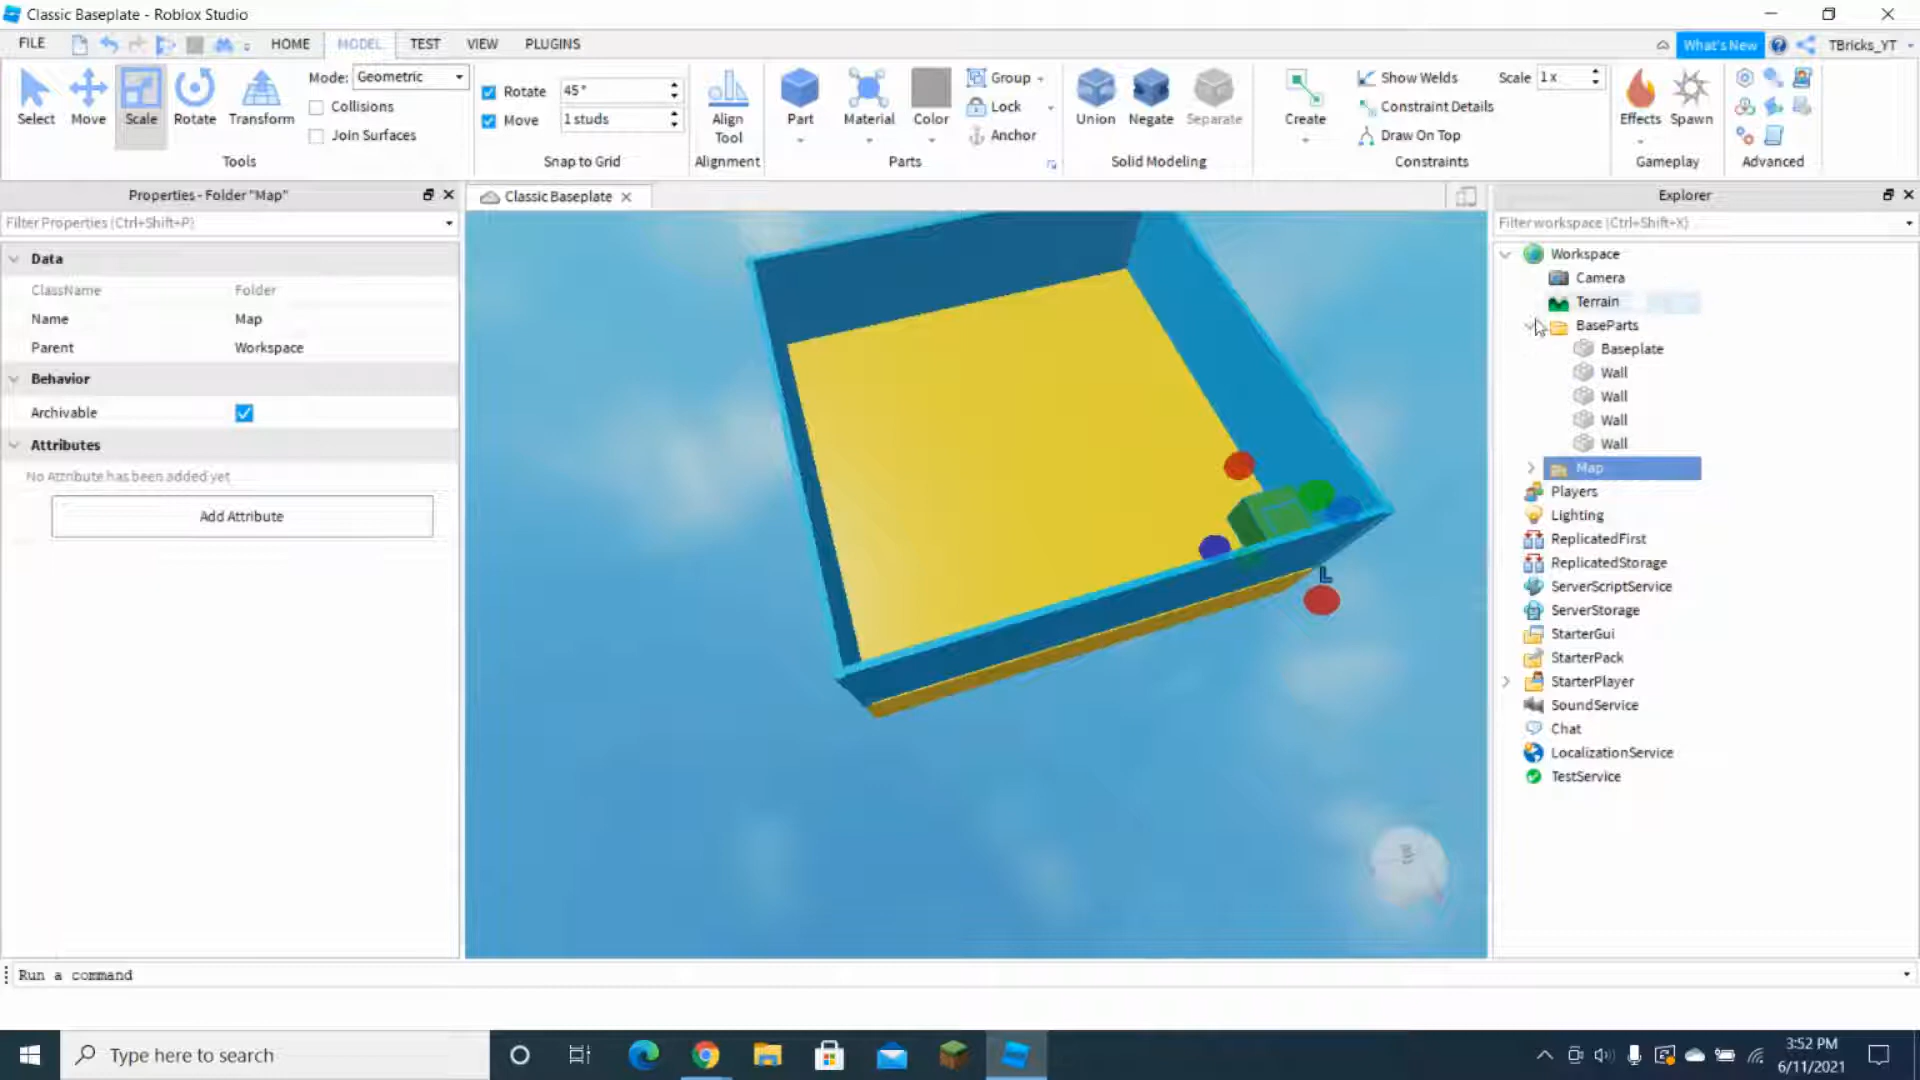 Classic Baseplate - Roblox Studio
FILE HOME MODEL TEST VIEW PLUGINS What's New TBricks_YT
Select Move Scale Rotate Transform
Mode: Geometric
Collisions
Join Surfaces
Tools
Rotate 45°
Move 1 studs
Snap to Grid
Align Tool
Alignment
Part Material Color
Group
Lock
Anchor
Parts
Union Negate Separate
Solid Modeling
Create
Show Welds Scale 1 x
Constraint Details
Draw On Top
Constraints
Effects Spawn
Gameplay
Advanced
Properties - Folder "Map"
Filter Properties (Ctrl+Shift+P)
Data
ClassName Folder
Name Map
Parent Workspace
Behavior
Archivable
Attributes
No Attribute has been added yet
Add Attribute
Classic Baseplate
L
Explorer
Filter workspace (Ctrl+Shift+X)
Workspace
Camera
Terrain
BaseParts
Baseplate
Wall
Wall
Wall
Wall
Map
Players
Lighting
ReplicatedFirst
ReplicatedStorage
ServerScriptService
ServerStorage
StarterGui
StarterPack
StarterPlayer
SoundService
Chat
LocalizationService
TestService
Run a command
Type here to search
3:52 PM
6/11/2021